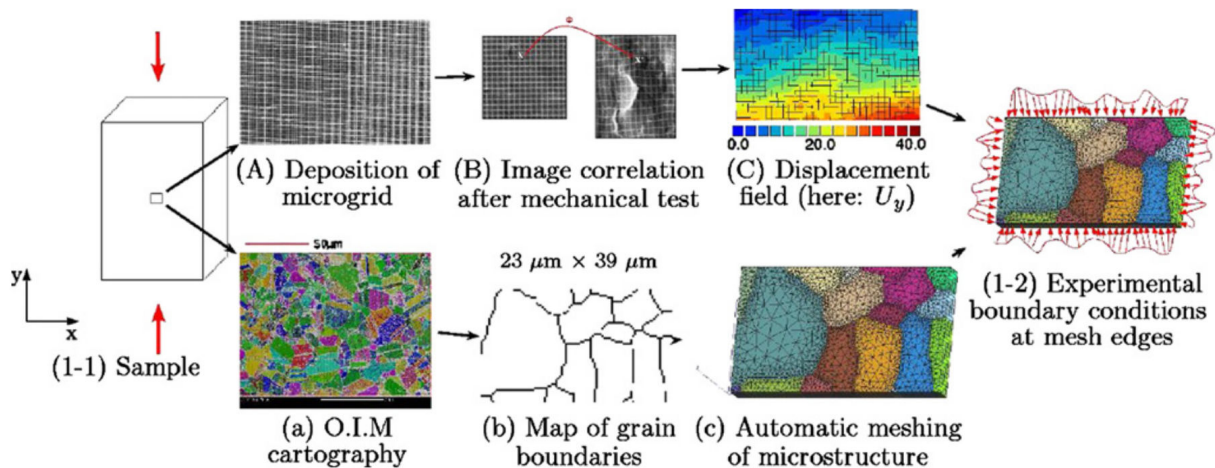 (A) Deposition of
microgrid
(B) Image correlation
after mechanical test
0.0 20.0 40.0
(C) Displacement
field (here: U_y)
y
x
(1-1) Sample
50μm
(a) O.I.M
cartography
23 μm × 39 μm
(b) Map of grain
boundaries
(c) Automatic meshing
of microstructure
(1-2) Experimental
boundary conditions
at mesh edges